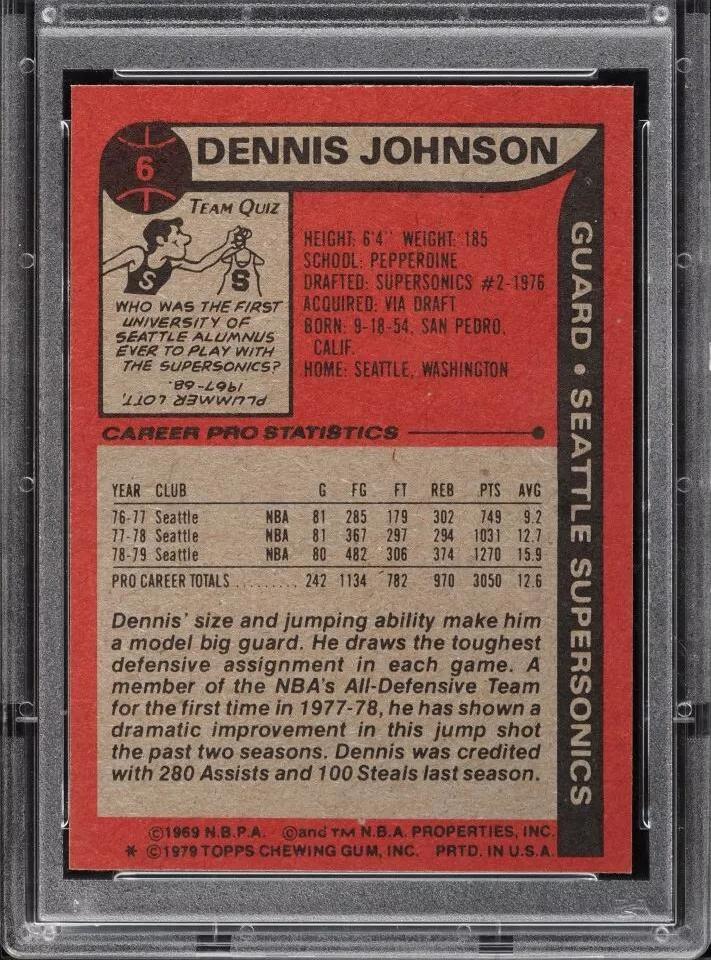 6
DENNIS JOHNSON
TEAM QUIZ
S
S
WHO WAS THE FIRST
UNIVERSITY OF
SEATTLE ALUMNUS
EVER TO PLAY WITH
THE SUPERSONICS?
PLUMMER LOTT,
1967-68.
HEIGHT: 6'4" WEIGHT: 185
SCHOOL: PEPPERDINE
DRAFTED: SUPERSONICS #2-1976
ACQUIRED: VIA DRAFT
BORN: 9-18-54, SAN PEDRO,
CALIF.
HOME: SEATTLE, WASHINGTON
GUARD • SEATTLE SUPERSONICS
CAREER PRO STATISTICS
YEAR CLUB G FG FT REB PTS AVG
76-77 Seattle NBA 81 285 179 302 749 9.2
77-78 Seattle NBA 81 367 297 294 1031 12.7
78-79 Seattle NBA 80 482 306 374 1270 15.9
PRO CAREER TOTALS ......... 242 1134 782 970 3050 12.6
Dennis' size and jumping ability make him
a model big guard. He draws the toughest
defensive assignment in each game. A
member of the NBA's All-Defensive Team
for the first time in 1977-78, he has shown a
dramatic improvement in this jump shot
the past two seasons. Dennis was credited
with 280 Assists and 100 Steals last season.
©1969 N.B.P.A. ©and TM N.B.A. PROPERTIES, INC.
* ©1979 TOPPS CHEWING GUM, INC. PRTD. IN U.S.A.